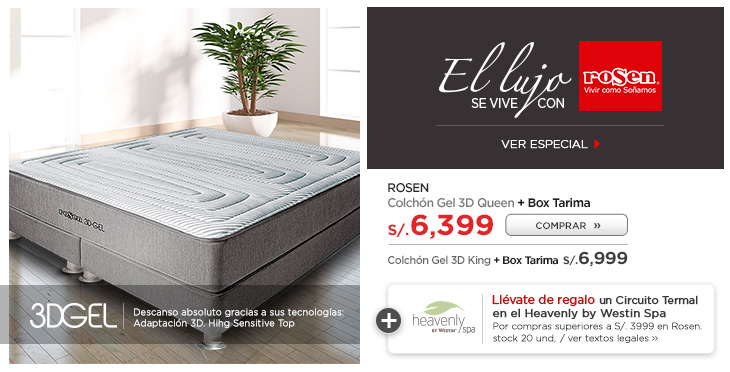 rosen 3D-GEL
3DGEL
Descanso absoluto gracias a sus tecnologías:
Adaptación 3D. Hihg Sensitive Top
El lujo
SE VIVE CON
rosen.
Vivir como Soñamos
VER ESPECIAL
ROSEN
Colchón Gel 3D Queen + Box Tarima
S/.6,399 COMPRAR »
Colchón Gel 3D King + Box Tarima S/.6,999
+
heavenly
BY WESTIN™/spa
Llévate de regalo un Circuito Termal
en el Heavenly by Westin Spa
Por compras superiores a S/. 3999 en Rosen.
stock 20 und, / ver textos legales »